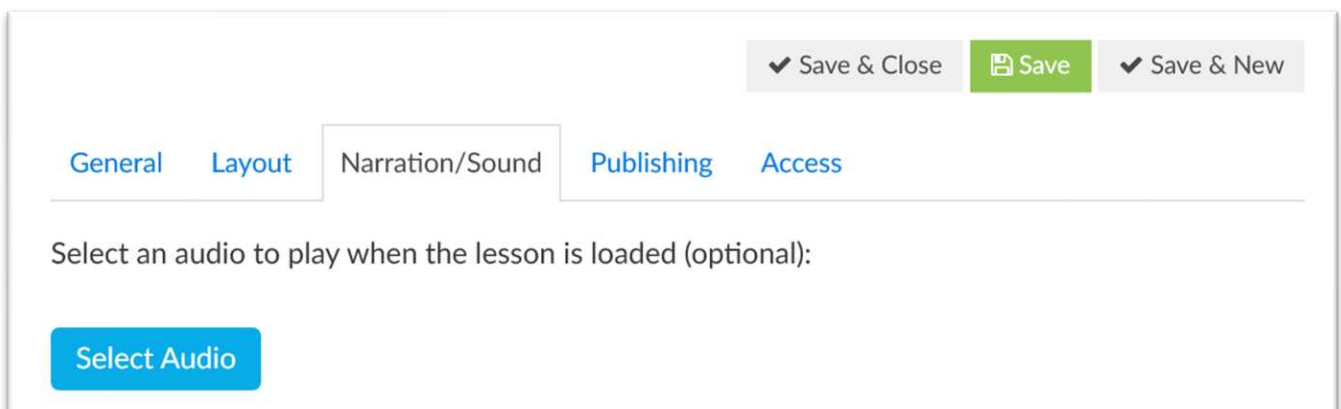 Save & Close Save Save & New
General Layout Narration/Sound Publishing Access
Select an audio to play when the lesson is loaded (optional):
Select Audio